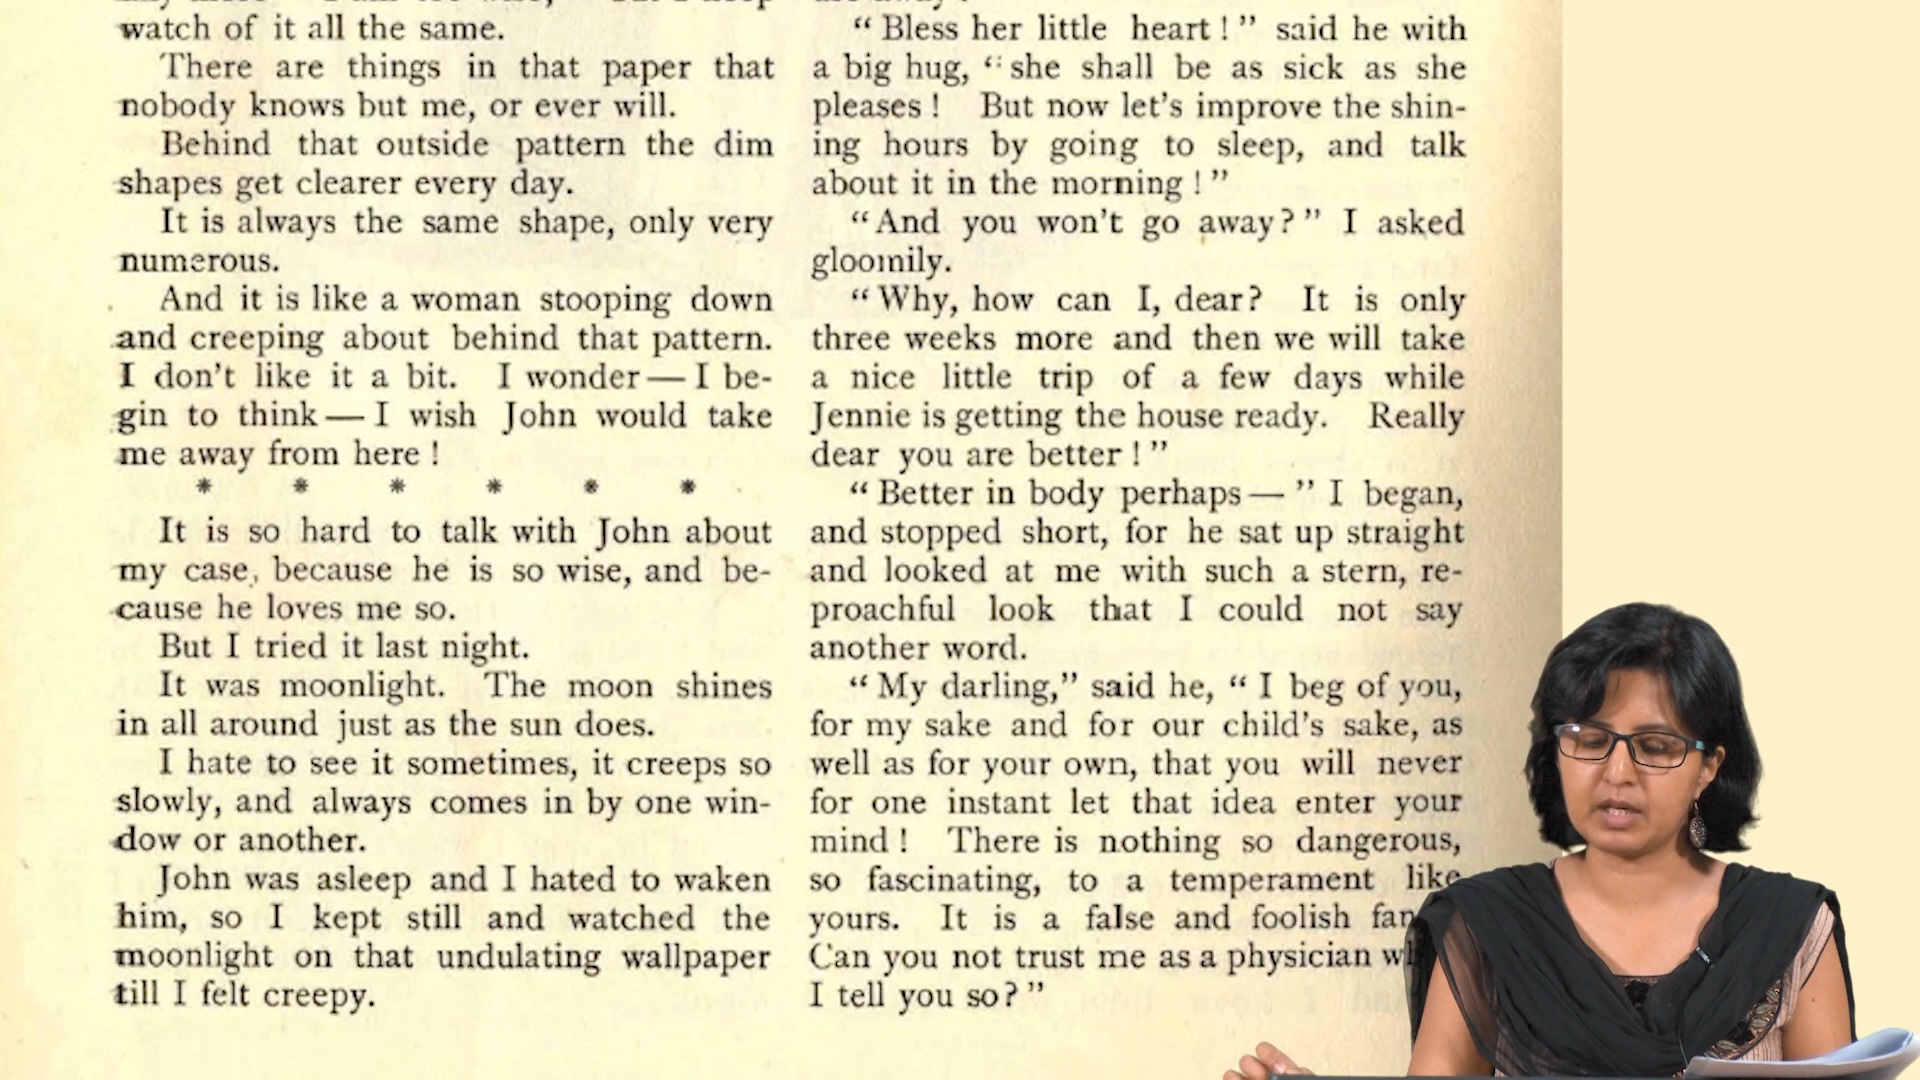 watch of it all the same.
There are things in that paper that
nobody knows but me, or ever will.
Behind that outside pattern the dim
shapes get clearer every day.
It is always the same shape, only very
numerous.
And it is like a woman stooping down
and creeping about behind that pattern.
I don't like it a bit. I wonder — I be-
gin to think — I wish John would take
me away from here !
* * * * * *
It is so hard to talk with John about
my case, because he is so wise, and be-
cause he loves me so.
But I tried it last night.
It was moonlight. The moon shines
in all around just as the sun does.
I hate to see it sometimes, it creeps so
slowly, and always comes in by one win-
dow or another.
John was asleep and I hated to waken
him, so I kept still and watched the
moonlight on that undulating wallpaper
till I felt creepy.
“ Bless her little heart ! ” said he with
a big hug, “ she shall be as sick as she
pleases ! But now let's improve the shin-
ing hours by going to sleep, and talk
about it in the morning ! ”
“ And you won't go away? ” I asked
gloomily.
“ Why, how can I, dear? It is only
three weeks more and then we will take
a nice little trip of a few days while
Jennie is getting the house ready. Really
dear you are better ! ”
“ Better in body perhaps — ” I began,
and stopped short, for he sat up straight
and looked at me with such a stern, re-
proachful look that I could not say
another word.
“ My darling,” said he, “ I beg of you,
for my sake and for our child's sake, as
well as for your own, that you will never
for one instant let that idea enter your
mind ! There is nothing so dangerous,
so fascinating, to a temperament like
yours. It is a false and foolish
Can you not trust me as a physician
I tell you so? ”